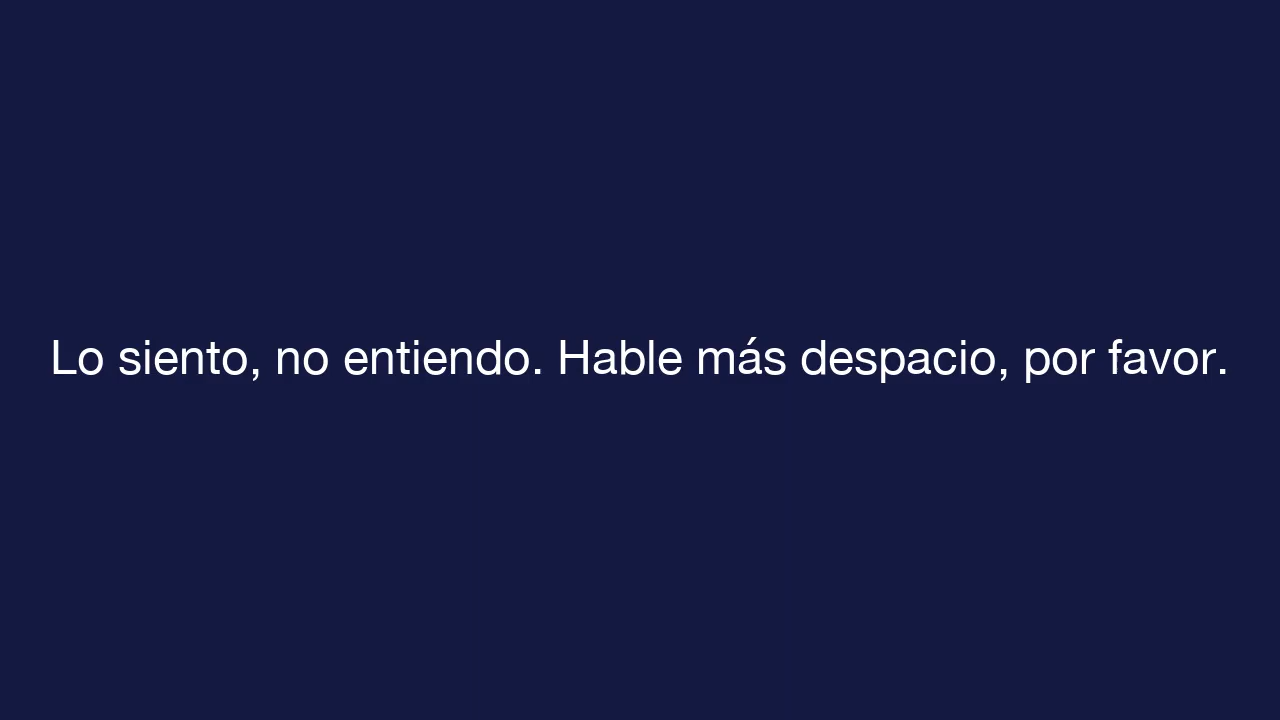 Lo siento, no entiendo. Hable más despacio, por favor.